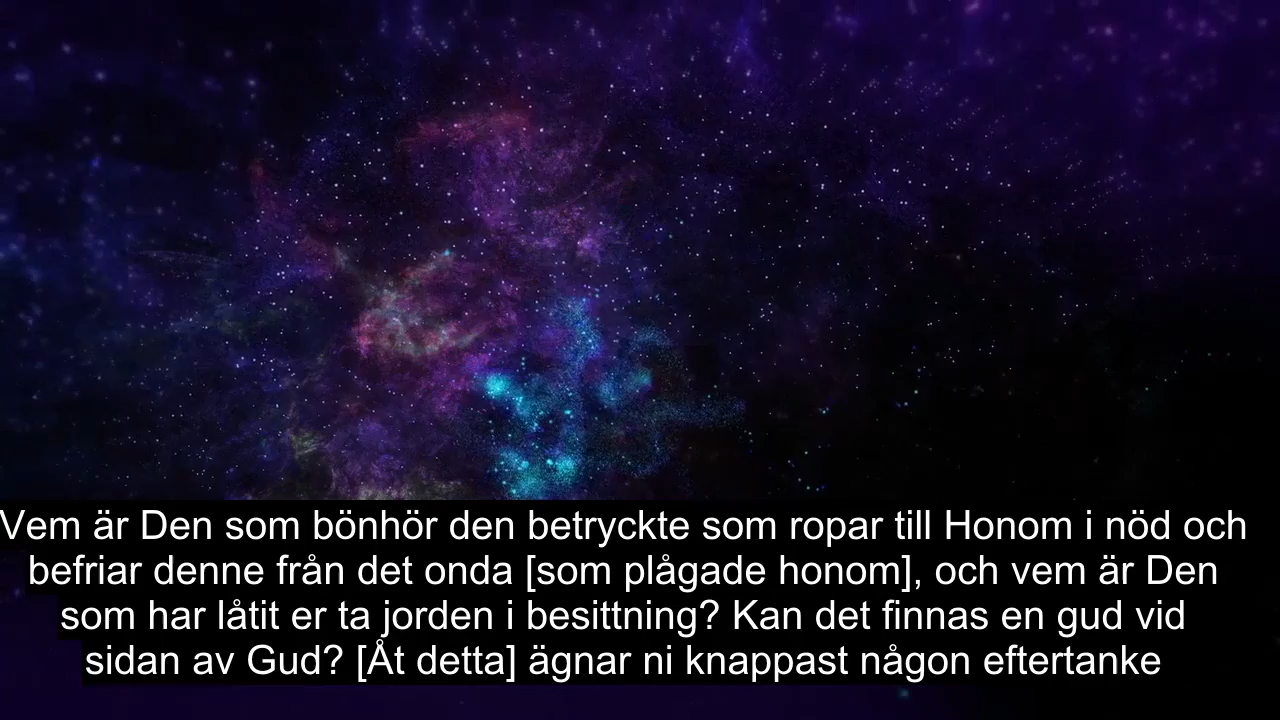 Vem är Den som bönhör den betryckte som ropar till Honom i nöd och
befriar denne från det onda [som plågade honom], och vem är Den
som har låtit er ta jorden i besittning? Kan det finnas en gud vid
sidan av Gud? [Åt detta] ägnar ni knappast någon eftertanke